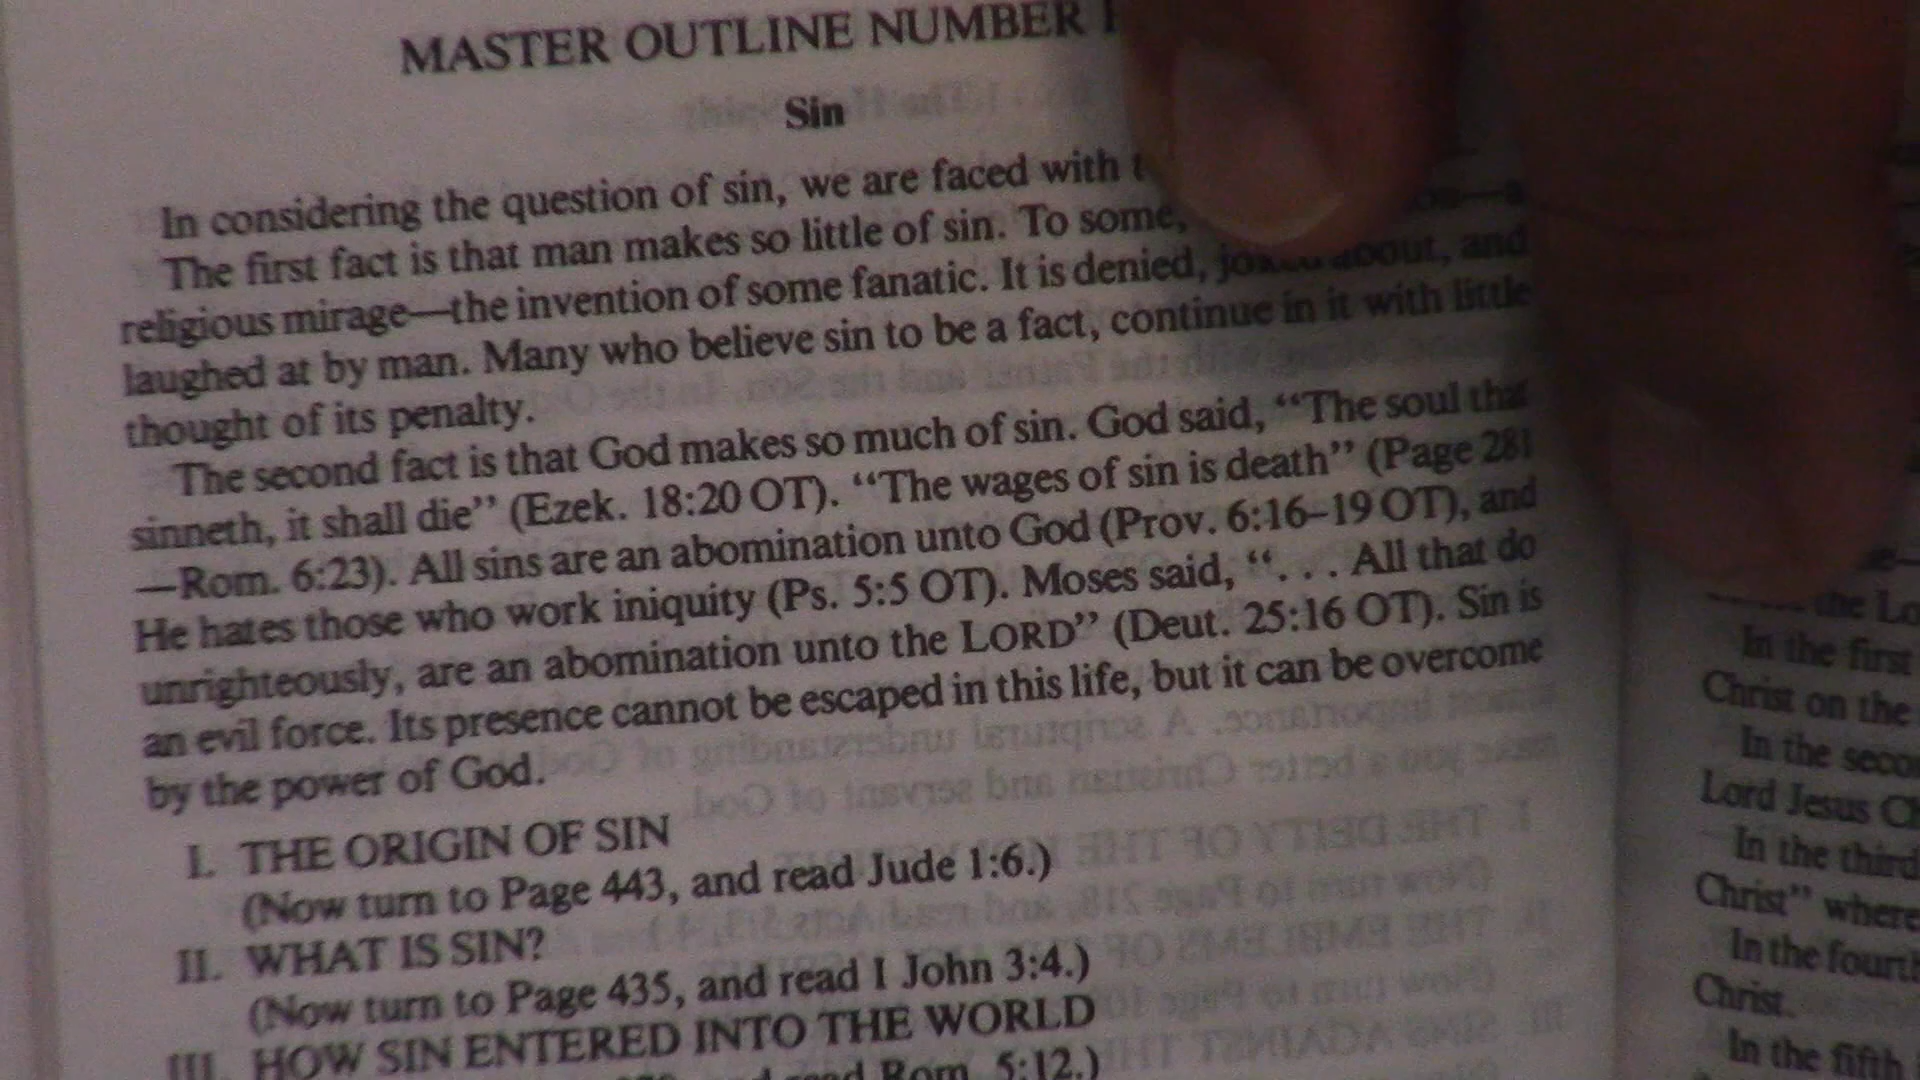 MASTER OUTLINE NUMBER
Sin
In considering the question of sin, we are faced with
The first fact is that man makes so little of sin. To some,
religious mirage—the invention of some fanatic. It is denied, about, and
laughed at by man. Many who believe sin to be a fact, continue in it with little
thought of its penalty.
The second fact is that God makes so much of sin. God said, “The soul that
sinneth, it shall die” (Ezek. 18:20 OT). “The wages of sin is death” (Page 281
—Rom. 6:23). All sins are an abomination unto God (Prov. 6:16–19 OT), and
He hates those who work iniquity (Ps. 5:5 OT). Moses said, “. . . All that do
unrighteously, are an abomination unto the LORD” (Deut. 25:16 OT). Sin is
an evil force. Its presence cannot be escaped in this life, but it can be overcome
by the power of God.
I. THE ORIGIN OF SIN
(Now turn to Page 443, and read Jude 1:6.)
II. WHAT IS SIN?
(Now turn to Page 435, and read I John 3:4.)
III. HOW SIN ENTERED INTO THE WORLD
read Rom. 5:12.)
the Lo
In the first
Christ on the
In the seco
Lord Jesus Ch
In the third
Christ” where
In the fourth
Christ.
In the fifth